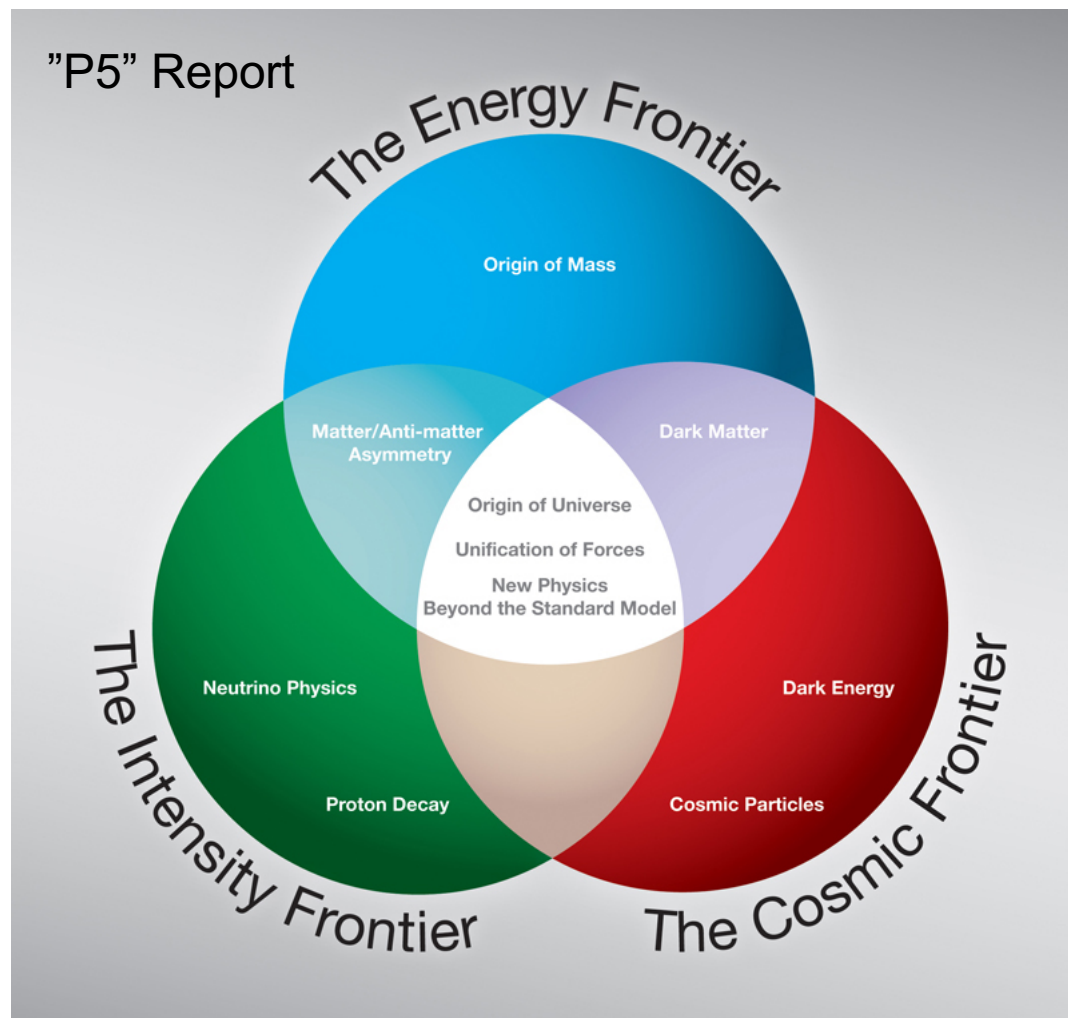 ”P5” Report
The Energy Frontier
Origin of Mass
Matter/Anti-matter
Asymmetry
Dark Matter
Origin of Universe
Unification of Forces
New Physics
Beyond the Standard Model
Neutrino Physics
Dark Energy
Proton Decay
Cosmic Particles
The Intensity Frontier
The Cosmic Frontier